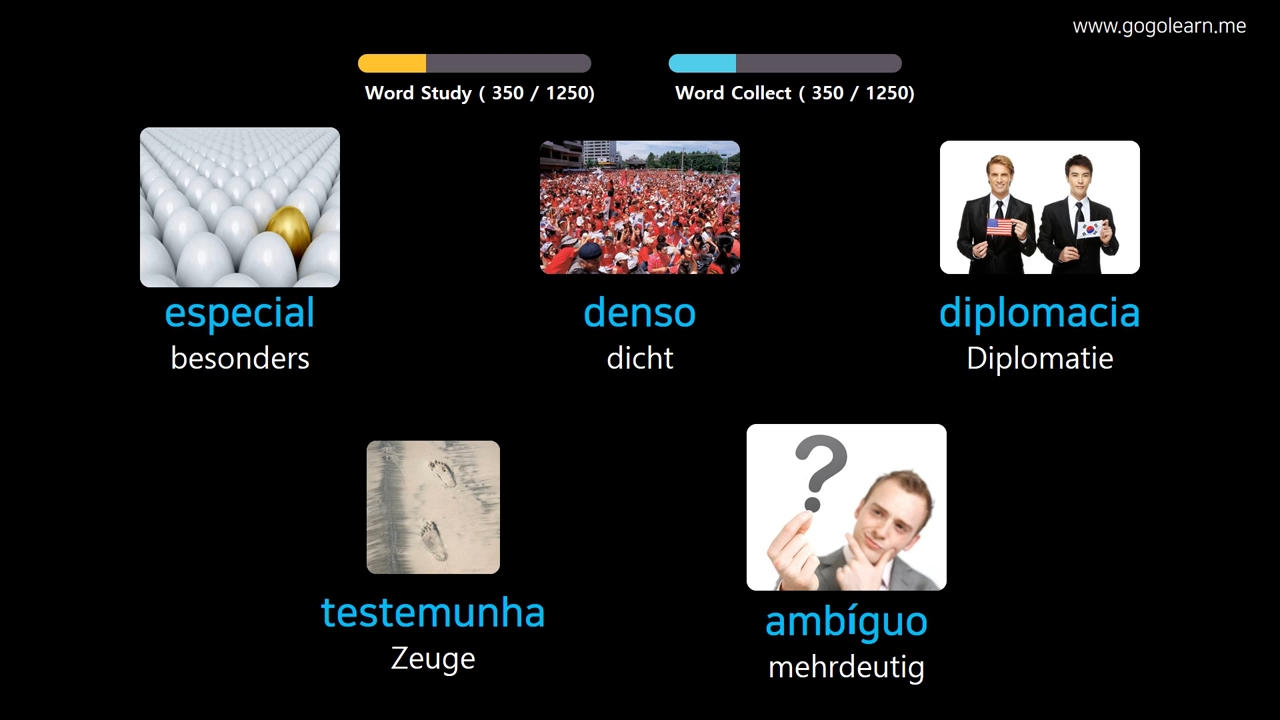 www.gogolearn.me
Word Study ( 350 / 1250)
Word Collect ( 350 / 1250)
especial
besonders
denso
dicht
diplomacia
Diplomatie
testemunha
Zeuge
?
ambíguo
mehrdeutig